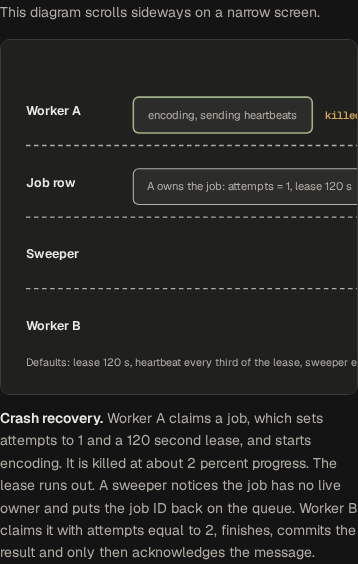 This diagram scrolls sideways on a narrow screen.
Worker A
encoding, sending heartbeats
killed
Job row
A owns the job: attempts = 1, lease 120 s
Sweeper
Worker B
Defaults: lease 120 s, heartbeat every third of the lease, sweeper
Crash recovery. Worker A claims a job, which sets
attempts to 1 and a 120 second lease, and starts
encoding. It is killed at about 2 percent progress. The
lease runs out. A sweeper notices the job has no live
owner and puts the job ID back on the queue. Worker B
claims it with attempts equal to 2, finishes, commits the
result and only then acknowledges the message.